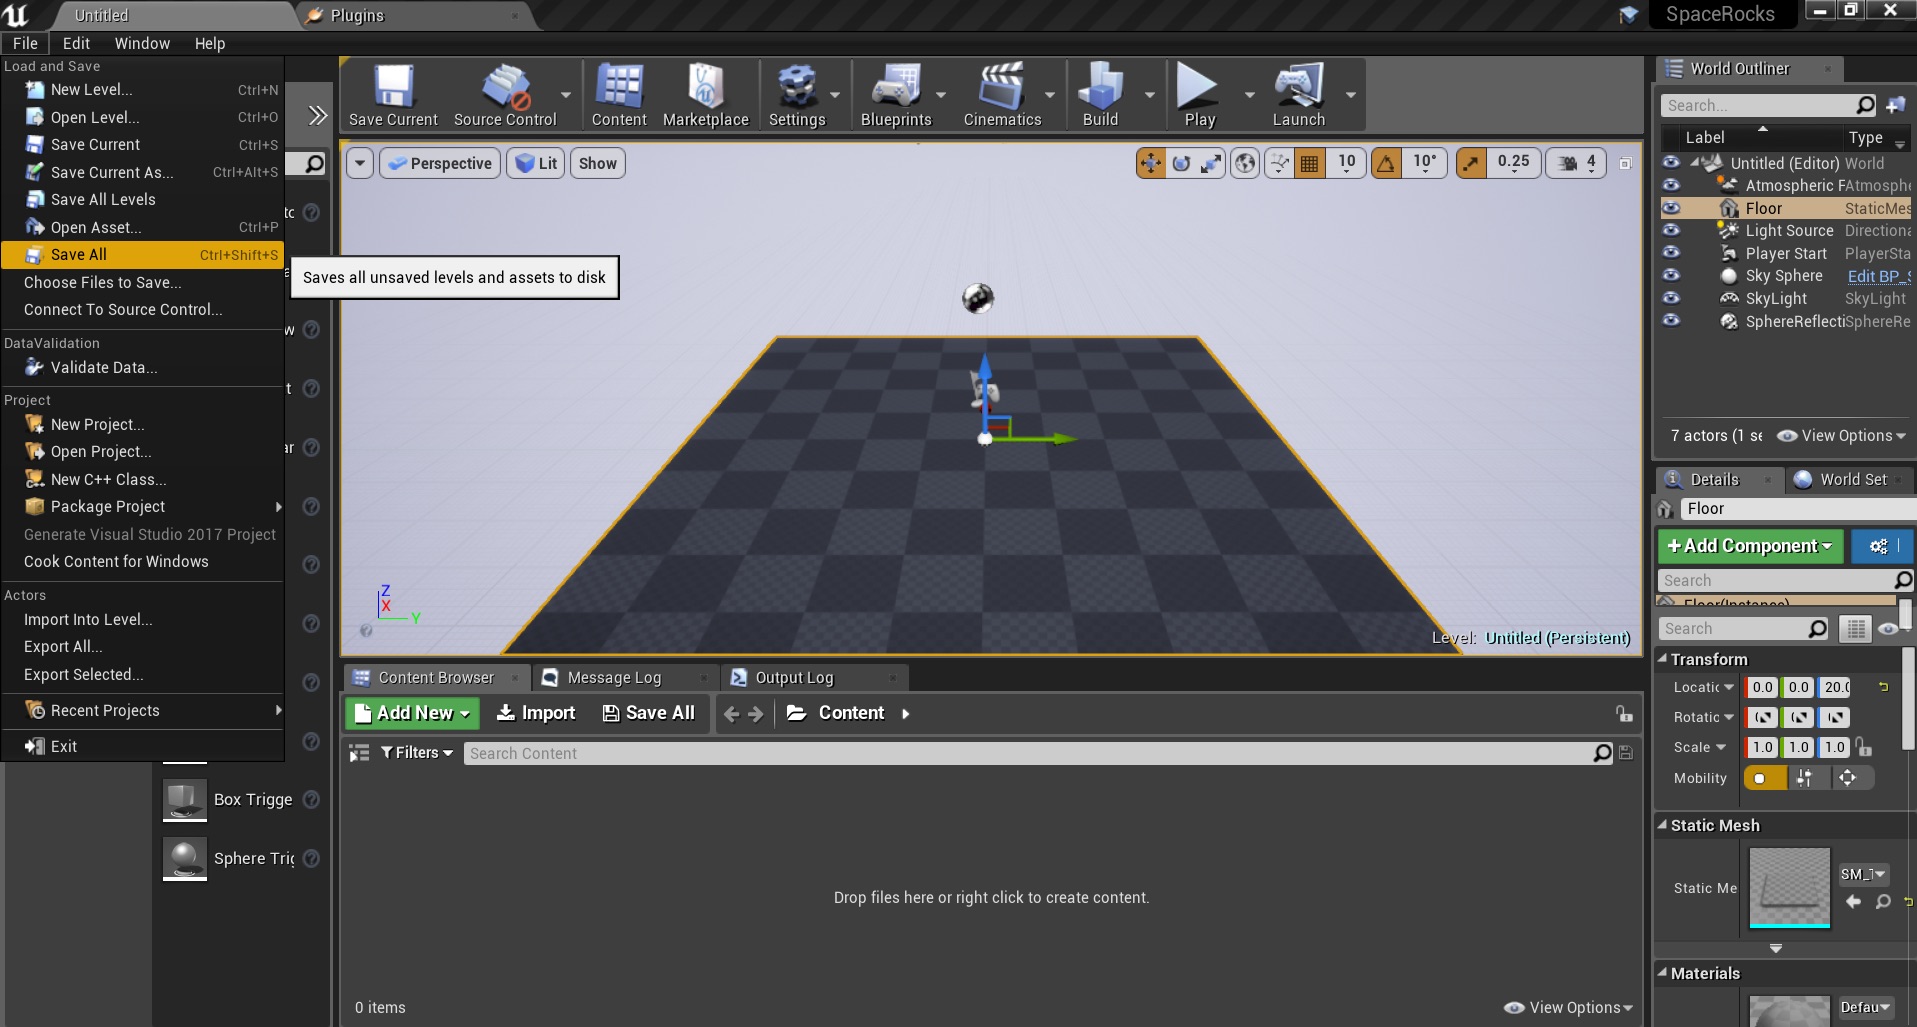 Untitled
Plugins
SpaceRocks
File Edit Window Help
Load and Save
New Level... Ctrl+N
Open Level... Ctrl+O
Save Current Ctrl+S
Save Current As... Ctrl+Alt+S
Save All Levels
Open Asset... Ctrl+P
Save All Ctrl+Shift+S
Choose Files to Save...
Connect To Source Control...
DataValidation
Validate Data...
Project
New Project...
Open Project...
New C++ Class...
Package Project
Generate Visual Studio 2017 Project
Cook Content for Windows
Actors
Import Into Level...
Export All...
Export Selected...
Recent Projects
Exit
Saves all unsaved levels and assets to disk
Box Trigge
Sphere Trig
Save Current Source Control Content Marketplace Settings Blueprints Cinematics Build Play Launch
Perspective Lit Show
10 10° 0.25 4
Z
X
Y
Level: Untitled (Persistent)
Content Browser Message Log Output Log
Add New Import Save All Content
Filters Search Content
Drop files here or right click to create content.
0 items View Options
World Outliner
Search...
Label Type
Untitled (Editor) World
Atmospheric F Atmosphe
Floor StaticMes
Light Source Directiona
Player Start PlayerSta
Sky Sphere Edit BP_S
SkyLight SkyLight
SphereReflecti SphereRe
7 actors (1 se View Options
Details World Set
Floor
+Add Component
Search
Floor(Instance)
Search
Transform
Locatic 0.0 0.0 20.0
Rotatic
Scale 1.0 1.0 1.0
Mobility
Static Mesh
Static Me SM_T
Materials
Defau